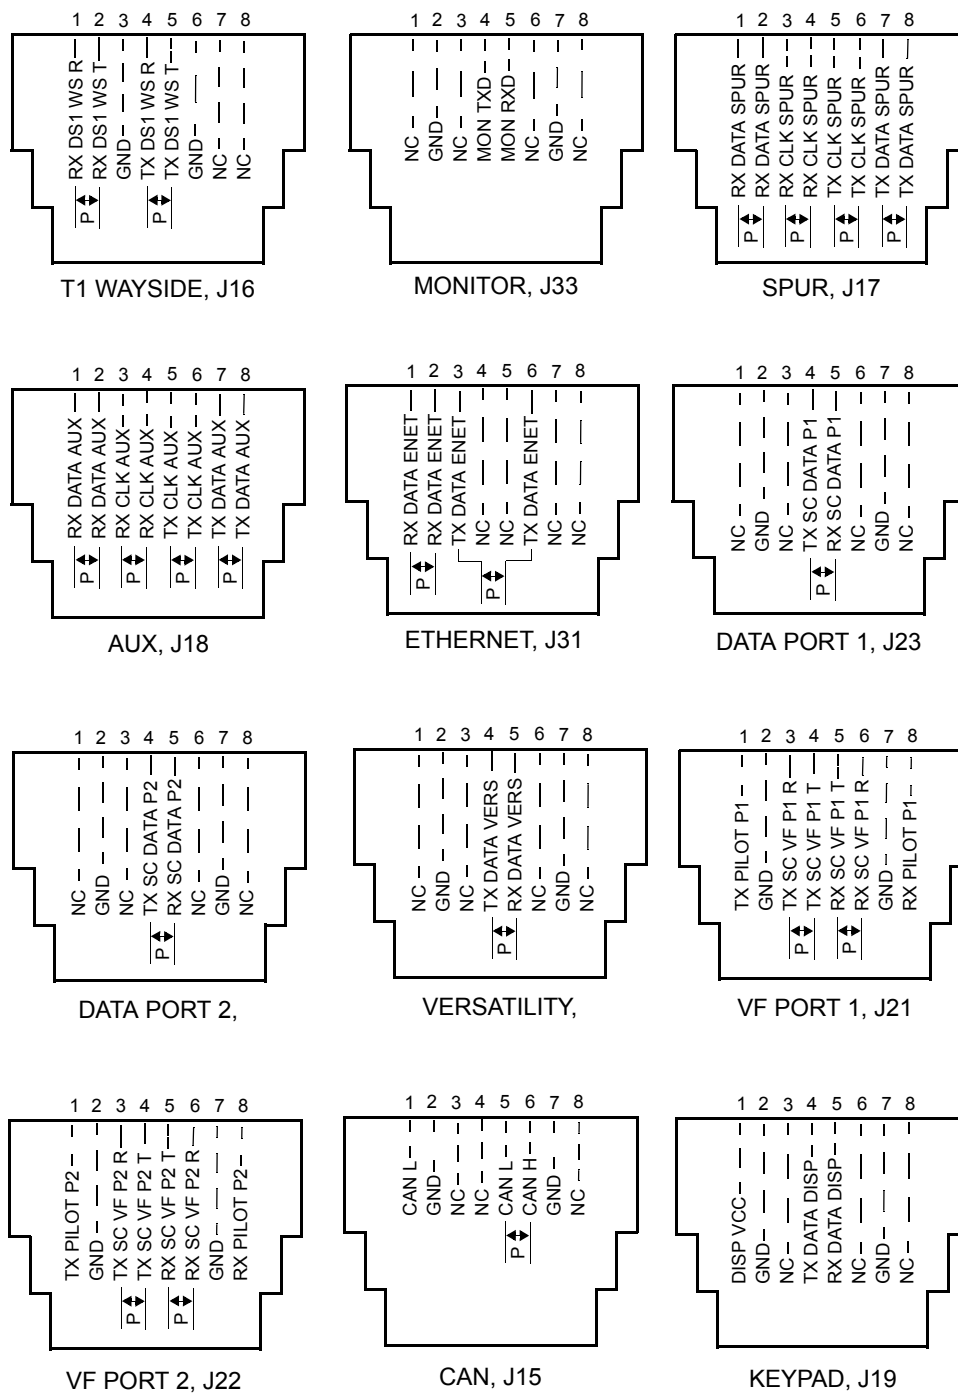 1 2 3 4 5 6 7 8
RX DS1 WS R
RX DS1 WS T
GND
TX DS1 WS R
TX DS1 WS T
GND
NC
NC
P
P
T1 WAYSIDE, J16
1 2 3 4 5 6 7 8
NC
GND
NC
MON TXD
MON RXD
NC
GND
NC
MONITOR, J33
1 2 3 4 5 6 7 8
RX DATA SPUR
RX DATA SPUR
RX CLK SPUR
RX CLK SPUR
TX CLK SPUR
TX CLK SPUR
TX DATA SPUR
TX DATA SPUR
P
P
P
P
SPUR, J17
1 2 3 4 5 6 7 8
RX DATA AUX
RX DATA AUX
RX CLK AUX
RX CLK AUX
TX CLK AUX
TX CLK AUX
TX DATA AUX
TX DATA AUX
P
P
P
P
AUX, J18
1 2 3 4 5 6 7 8
RX DATA ENET
RX DATA ENET
TX DATA ENET
NC
NC
TX DATA ENET
NC
NC
P
P
ETHERNET, J31
1 2 3 4 5 6 7 8
NC
GND
NC
TX SC DATA P1
RX SC DATA P1
NC
GND
NC
P
DATA PORT 1, J23
1 2 3 4 5 6 7 8
NC
GND
NC
TX SC DATA P2
RX SC DATA P2
NC
GND
NC
P
DATA PORT 2,
1 2 3 4 5 6 7 8
NC
GND
NC
TX DATA VERS
RX DATA VERS
NC
GND
NC
P
VERSATILITY,
1 2 3 4 5 6 7 8
TX PILOT P1
GND
TX SC VF P1 R
TX SC VF P1 T
RX SC VF P1 T
RX SC VF P1 R
GND
RX PILOT P1
P
P
VF PORT 1, J21
1 2 3 4 5 6 7 8
TX PILOT P2
GND
TX SC VF P2 R
TX SC VF P2 T
RX SC VF P2 T
RX SC VF P2 R
GND
RX PILOT P2
P
P
VF PORT 2, J22
1 2 3 4 5 6 7 8
CAN L
GND
NC
NC
CAN L
CAN H
GND
NC
P
CAN, J15
1 2 3 4 5 6 7 8
DISP VCC
GND
NC
TX DATA DISP
RX DATA DISP
NC
GND
NC
KEYPAD, J19